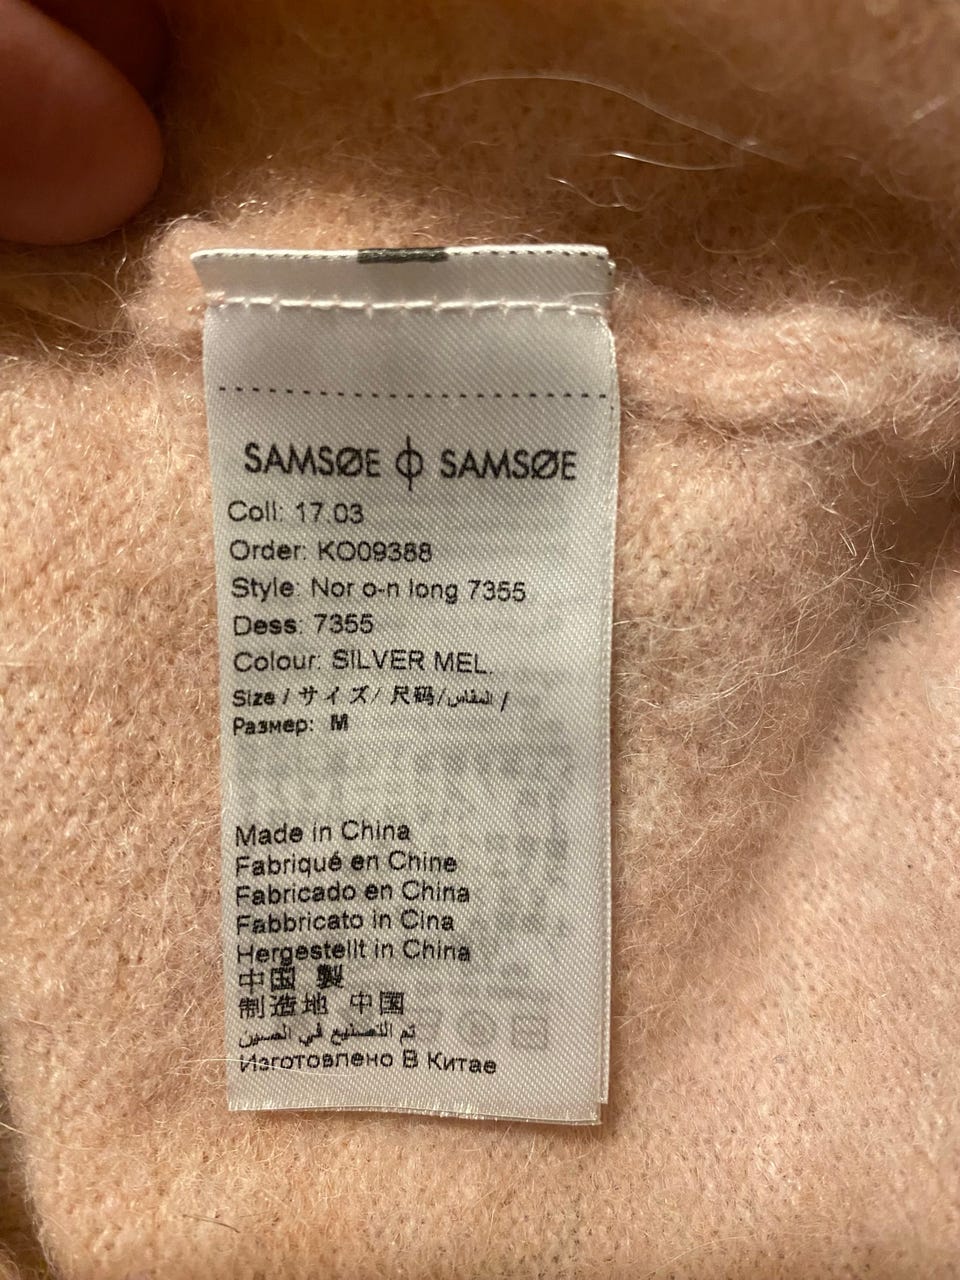 SAMSØE ϕ SAMSØE
Coll: 17.03
Order: KO09388
Style: Nor o-n long 7355
Dess: 7355
Colour: SILVER MEL.
Size / サイズ/ 尺码/المقاس /
Размер: M
Made in China
Fabriqué en Chine
Fabricado en China
Fabbricato in Cina
Hergestellt in China
中国 製
制造地 中国
تم التصنيع في الصين
Изготовлено В Китае